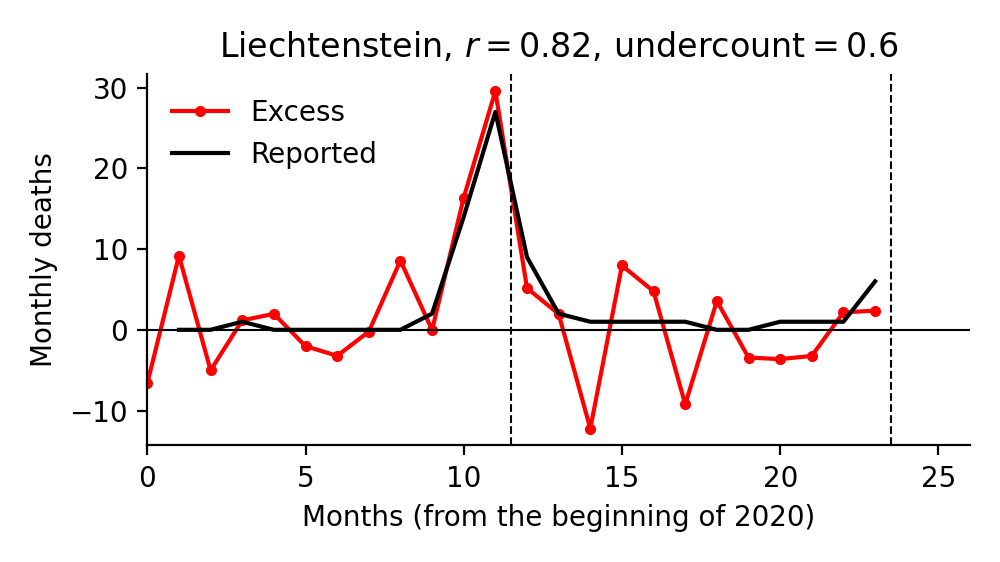 Liechtenstein, r = 0.82, undercount = 0.6
Excess
Reported
Monthly deaths
30
20
10
0
−10
0 5 10 15 20 25
Months (from the beginning of 2020)